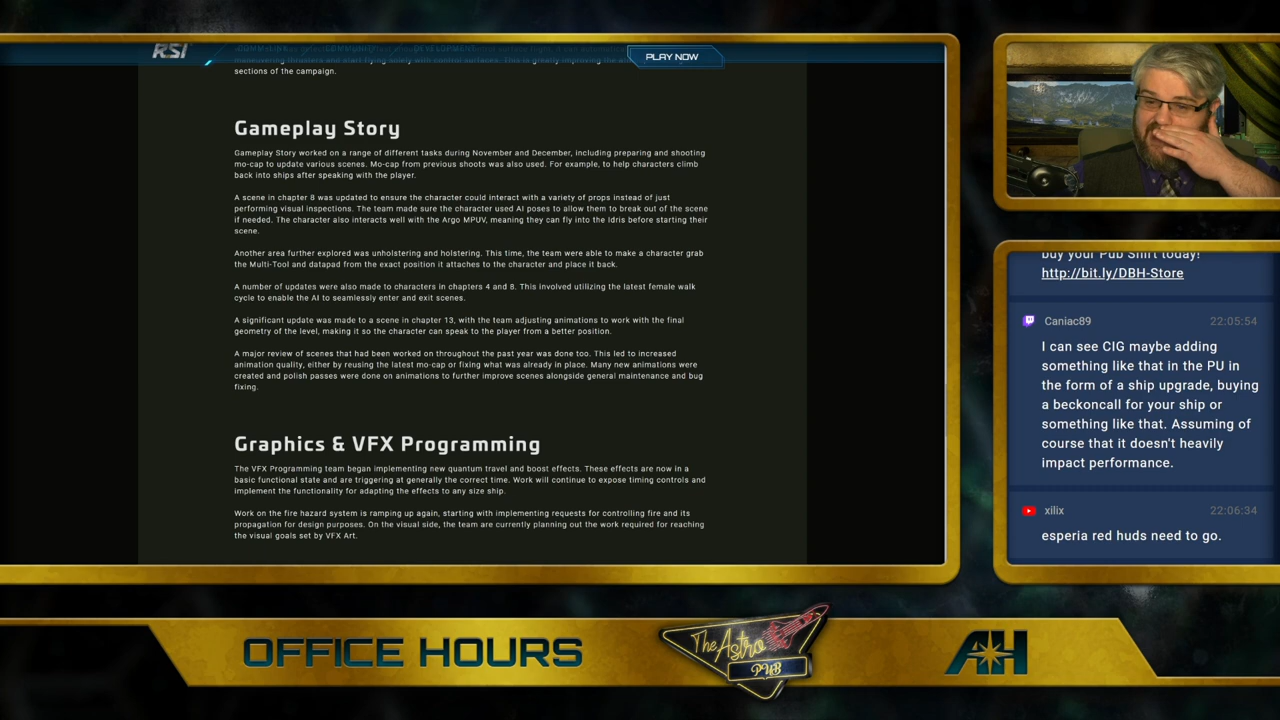 RSI
COMM-LINK
COMMUNITY
DEVELOPMENT
PLAY NOW
sections of the campaign.
Gameplay Story
Gameplay Story worked on a range of different tasks during November and December, including preparing and shooting
mo-cap to update various scenes. Mo-cap from previous shoots was also used. For example, to help characters climb
back into ships after speaking with the player.
A scene in chapter 8 was updated to ensure the character could interact with a variety of props instead of just
performing visual inspections. The team made sure the character used AI poses to allow them to break out of the scene
if needed. The character also interacts well with the Argo MPUV, meaning they can fly into the Idris before starting their
scene.
Another area further explored was unholstering and holstering. This time, the team were able to make a character grab
the Multi-Tool and datapad from the exact position it attaches to the character and place it back.
A number of updates were also made to characters in chapters 4 and 8. This involved utilizing the latest female walk
cycle to enable the AI to seamlessly enter and exit scenes.
A significant update was made to a scene in chapter 13, with the team adjusting animations to work with the final
geometry of the level, making it so the character can speak to the player from a better position.
A major review of scenes that had been worked on throughout the past year was done too. This led to increased
animation quality, either by reusing the latest mo-cap or fixing what was already in place. Many new animations were
created and polish passes were done on animations to further improve scenes alongside general maintenance and bug
fixing.
Graphics & VFX Programming
The VFX Programming team began implementing new quantum travel and boost effects. These effects are now in a
basic functional state and are triggering at generally the correct time. Work will continue to expose timing controls and
implement the functionality for adapting the effects to any size ship.
Work on the fire hazard system is ramping up again, starting with implementing requests for controlling fire and its
propagation for design purposes. On the visual side, the team are currently planning out the work required for reaching
the visual goals set by VFX Art.
buy your Pub Shirt today!
http://bit.ly/DBH-Store
Caniac89 22:05:54
I can see CIG maybe adding
something like that in the PU in
the form of a ship upgrade, buying
a beckoncall for your ship or
something like that. Assuming of
course that it doesn't heavily
impact performance.
xilix 22:06:34
esperia red huds need to go.
OFFICE HOURS
The Astro
PUB
AH